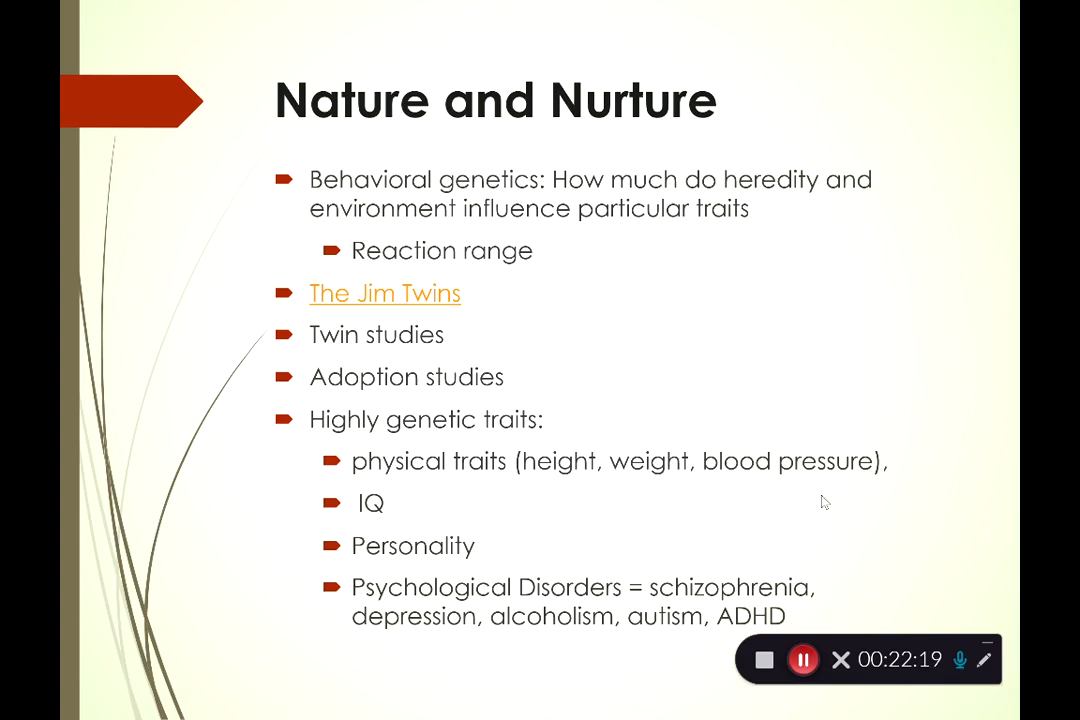 Nature and Nurture
Behavioral genetics: How much do heredity and
environment influence particular traits
Reaction range
The Jim Twins
Twin studies
Adoption studies
Highly genetic traits:
physical traits (height, weight, blood pressure),
IQ
Personality
Psychological Disorders = schizophrenia,
depression, alcoholism, autism, ADHD
00:22:19